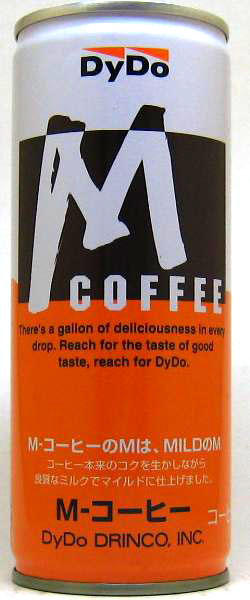 DyDo
M
COFFEE
There's a gallon of deliciousness in every
drop. Reach for the taste of good
taste, reach for DyDo.
M-コーヒーのMは、MILDのM
コーヒー本来のコクを生かしながら
良質なミルクでマイルドに仕上げました。
M-コーヒー
コーヒ
DyDo DRINCO, INC.